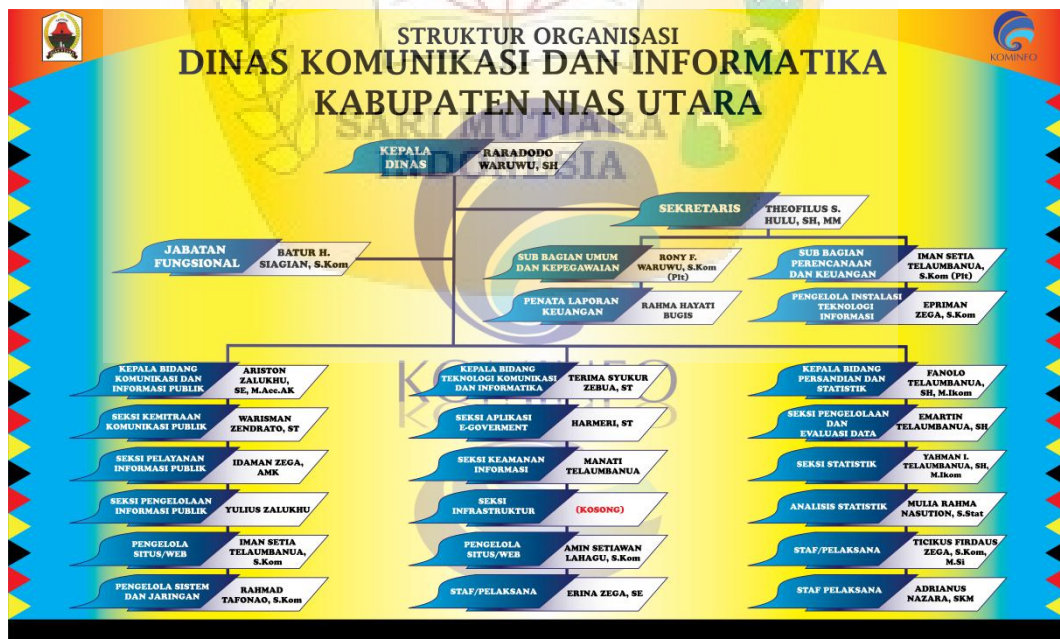 STRUKTUR ORGANISASI
DINAS KOMUNIKASI DAN INFORMATIKA
KABUPATEN NIAS UTARA
KOMINFO
SARI MUTIARA
INDONESIA
KEPALA
DINAS
RARADODO
WARUWU, SH
SEKRETARIS
THEOFILUS S.
HULU, SH, MM
JABATAN
FUNGSIONAL
BATUR H.
SIAGIAN, S.Kom
SUB BAGIAN UMUM
DAN KEPEGAWAIAN
RONY F.
WARUWU, S.Kom
(Plt)
SUB BAGIAN
PERENCANAAN
DAN KEUANGAN
IMAN SETIA
TELAUMBANUA,
S.Kom (Plt)
PENATA LAPORAN
KEUANGAN
RAHMA HAYATI
BUGIS
PENGELOLA INSTALASI
TEKNOLOGI
INFORMASI
EPRIMAN
ZEGA, S.Kom
KOMINFO
KEPALA BIDANG
KOMUNIKASI DAN
INFORMASI PUBLIK
ARISTON
ZALUKHU,
SE, M.Acc.AK
KEPALA BIDANG
TEKNOLOGI KOMUNIKASI
DAN INFORMATIKA
TERIMA SYUKUR
ZEBUA, ST
KEPALA BIDANG
PERSANDIAN DAN
STATISTIK
FANOLO
TELAUMBANUA,
SH, M.Ikom
SEKSI KEMITRAAN
KOMUNIKASI PUBLIK
WARISMAN
ZENDRATO, ST
SEKSI APLIKASI
E-GOVERMENT
HARMERI, ST
SEKSI PENGELOLAAN
DAN
EVALUASI DATA
EMARTIN
TELAUMBANUA, SH
SEKSI PELAYANAN
INFORMASI PUBLIK
IDAMAN ZEGA,
AMK
SEKSI KEAMANAN
INFORMASI
MANATI
TELAUMBANUA
SEKSI STATISTIK
YAHMAN I.
TELAUMBANUA, SH,
M.Ikom
SEKSI PENGELOLAAN
INFORMASI PUBLIK
YULIUS ZALUKHU
SEKSI
INFRASTRUKTUR
(KOSONG)
ANALISIS STATISTIK
MULIA RAHMA
NASUTION, S.Stat
PENGELOLA
SITUS/WEB
IMAN SETIA
TELAUMBANUA,
S.Kom
PENGELOLA
SITUS/WEB
AMIN SETIAWAN
LAHAGU, S.Kom
STAF/PELAKSANA
TICIKUS FIRDAUS
ZEGA, S.Kom,
M.Si
PENGELOLA SISTEM
DAN JARINGAN
RAHMAD
TAFONAO, S.Kom
STAF/PELAKSANA
ERINA ZEGA, SE
STAF PELAKSANA
ADRIANUS
NAZARA, SKM